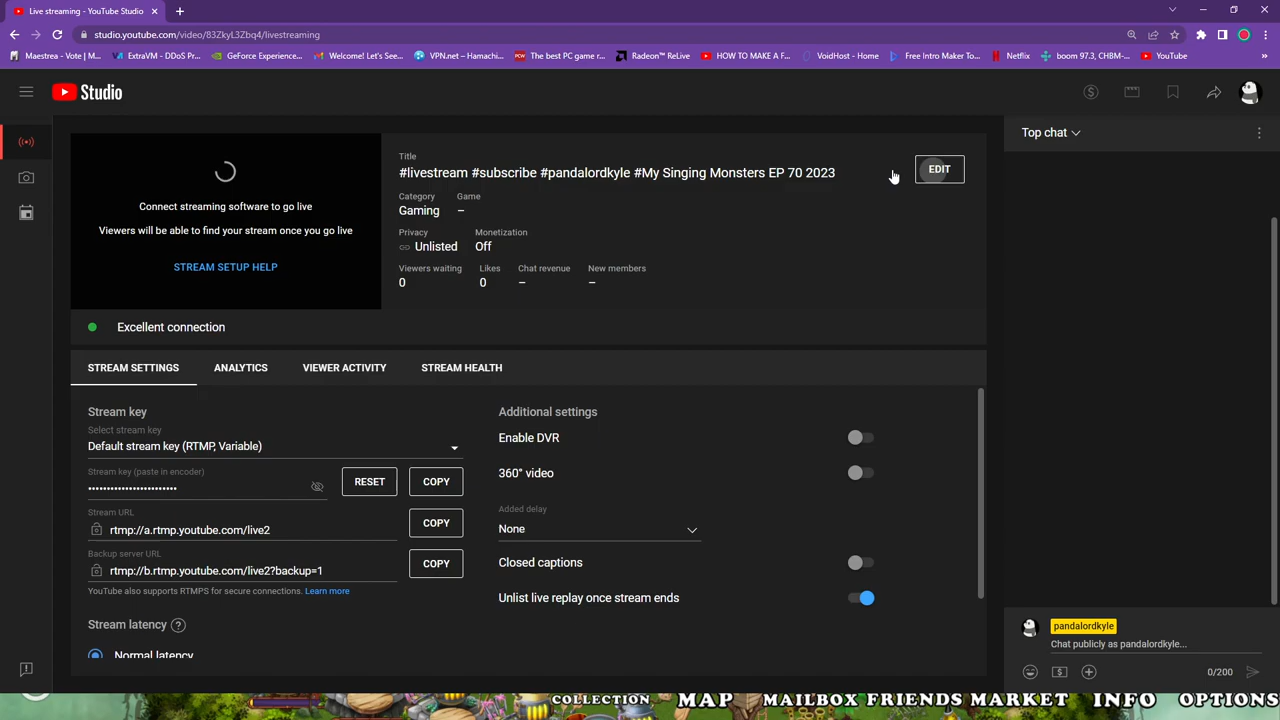 Live streaming - YouTube Studio
studio.youtube.com/video/83ZkyL3Zbq4/livestreaming
Maestrea - Vote | M... ExtraVM - DDoS Pr... GeForce Experience... Welcome! Let's See... VPN.net – Hamachi... PCW The best PC game r... Radeon™ ReLive HOW TO MAKE A F... VoidHost - Home Free Intro Maker To... Netflix boom 97.3, CHBM-... YouTube
Studio
Top chat
Title
#livestream #subscribe #pandalordkyle #My Singing Monsters EP 70 2023
EDIT
Connect streaming software to go live
Viewers will be able to find your stream once you go live
STREAM SETUP HELP
Category Game
Gaming –
Privacy Monetization
Unlisted Off
Viewers waiting Likes Chat revenue New members
0 0 – –
Excellent connection
STREAM SETTINGS ANALYTICS VIEWER ACTIVITY STREAM HEALTH
Stream key
Select stream key
Default stream key (RTMP, Variable)
Stream key (paste in encoder)
••••••••••••••••••••••••
RESET COPY
Stream URL
rtmp://a.rtmp.youtube.com/live2
COPY
Backup server URL
rtmp://b.rtmp.youtube.com/live2?backup=1
COPY
YouTube also supports RTMPS for secure connections. Learn more
Stream latency ?
Normal latency
Additional settings
Enable DVR
360° video
Added delay
None
Closed captions
Unlist live replay once stream ends
pandalordkyle
Chat publicly as pandalordkyle...
0/200
COLLECTION MAP MAILBOX FRIENDS MARKET INFO OPTIONS